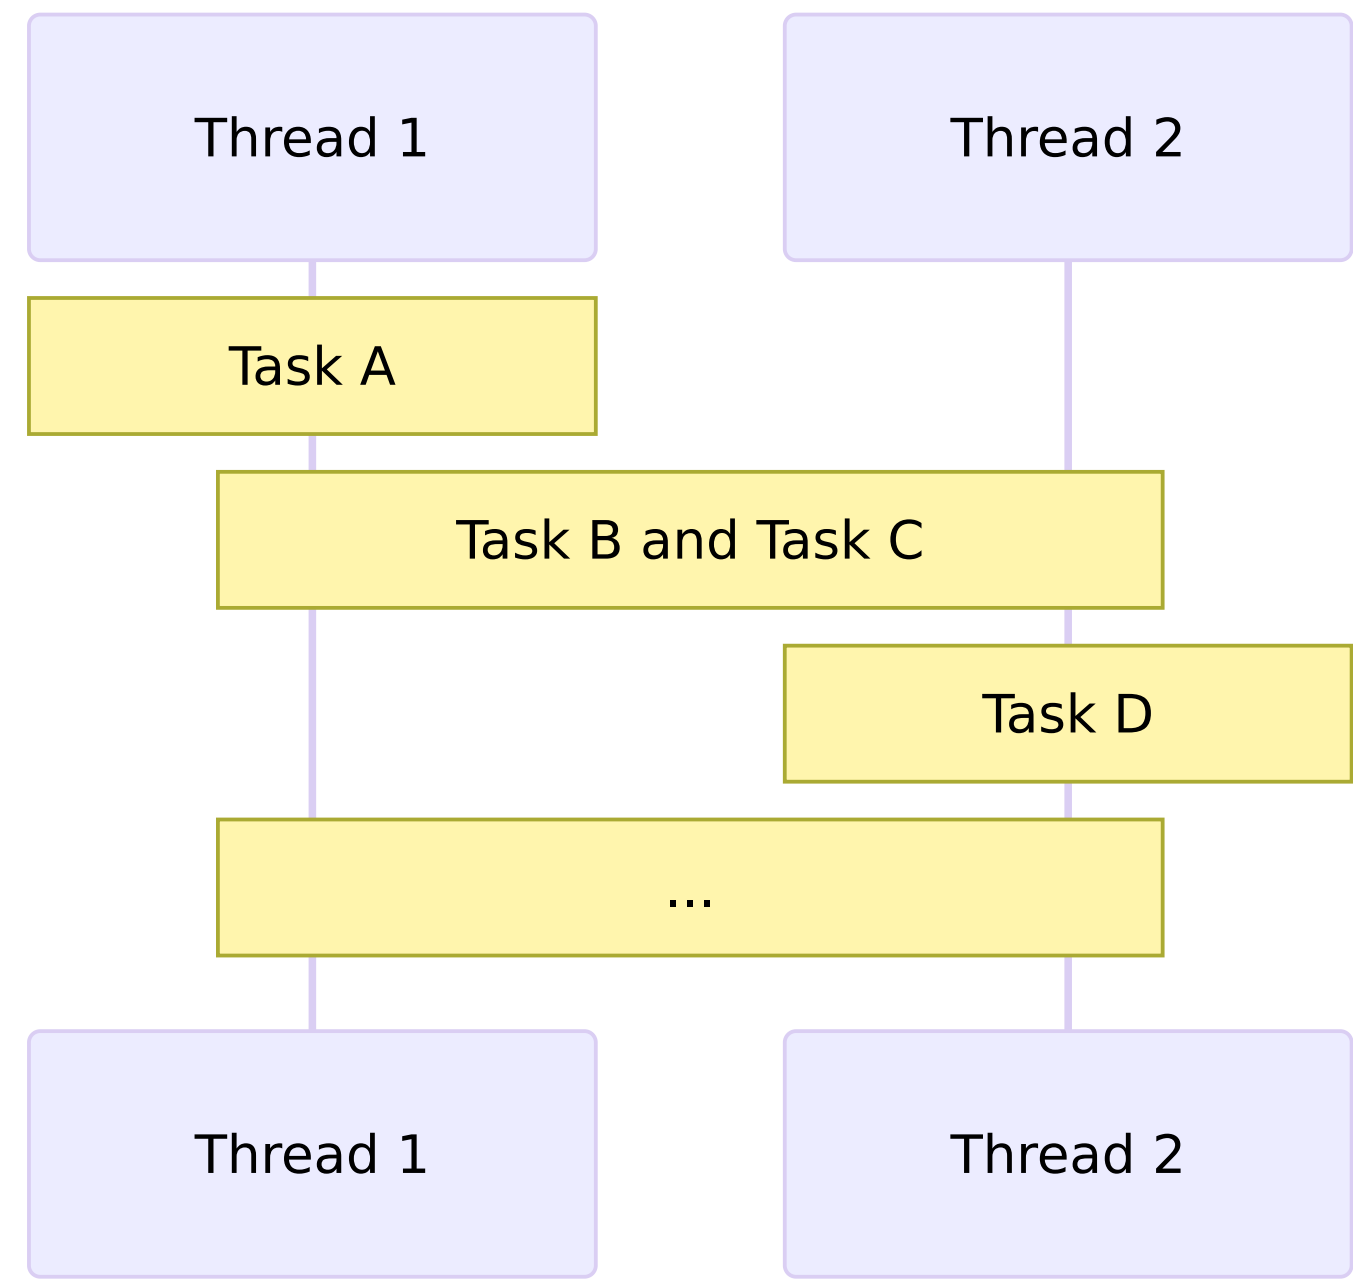 Thread 1
Thread 2
Task A
Task B and Task C
Task D
...
Thread 1
Thread 2